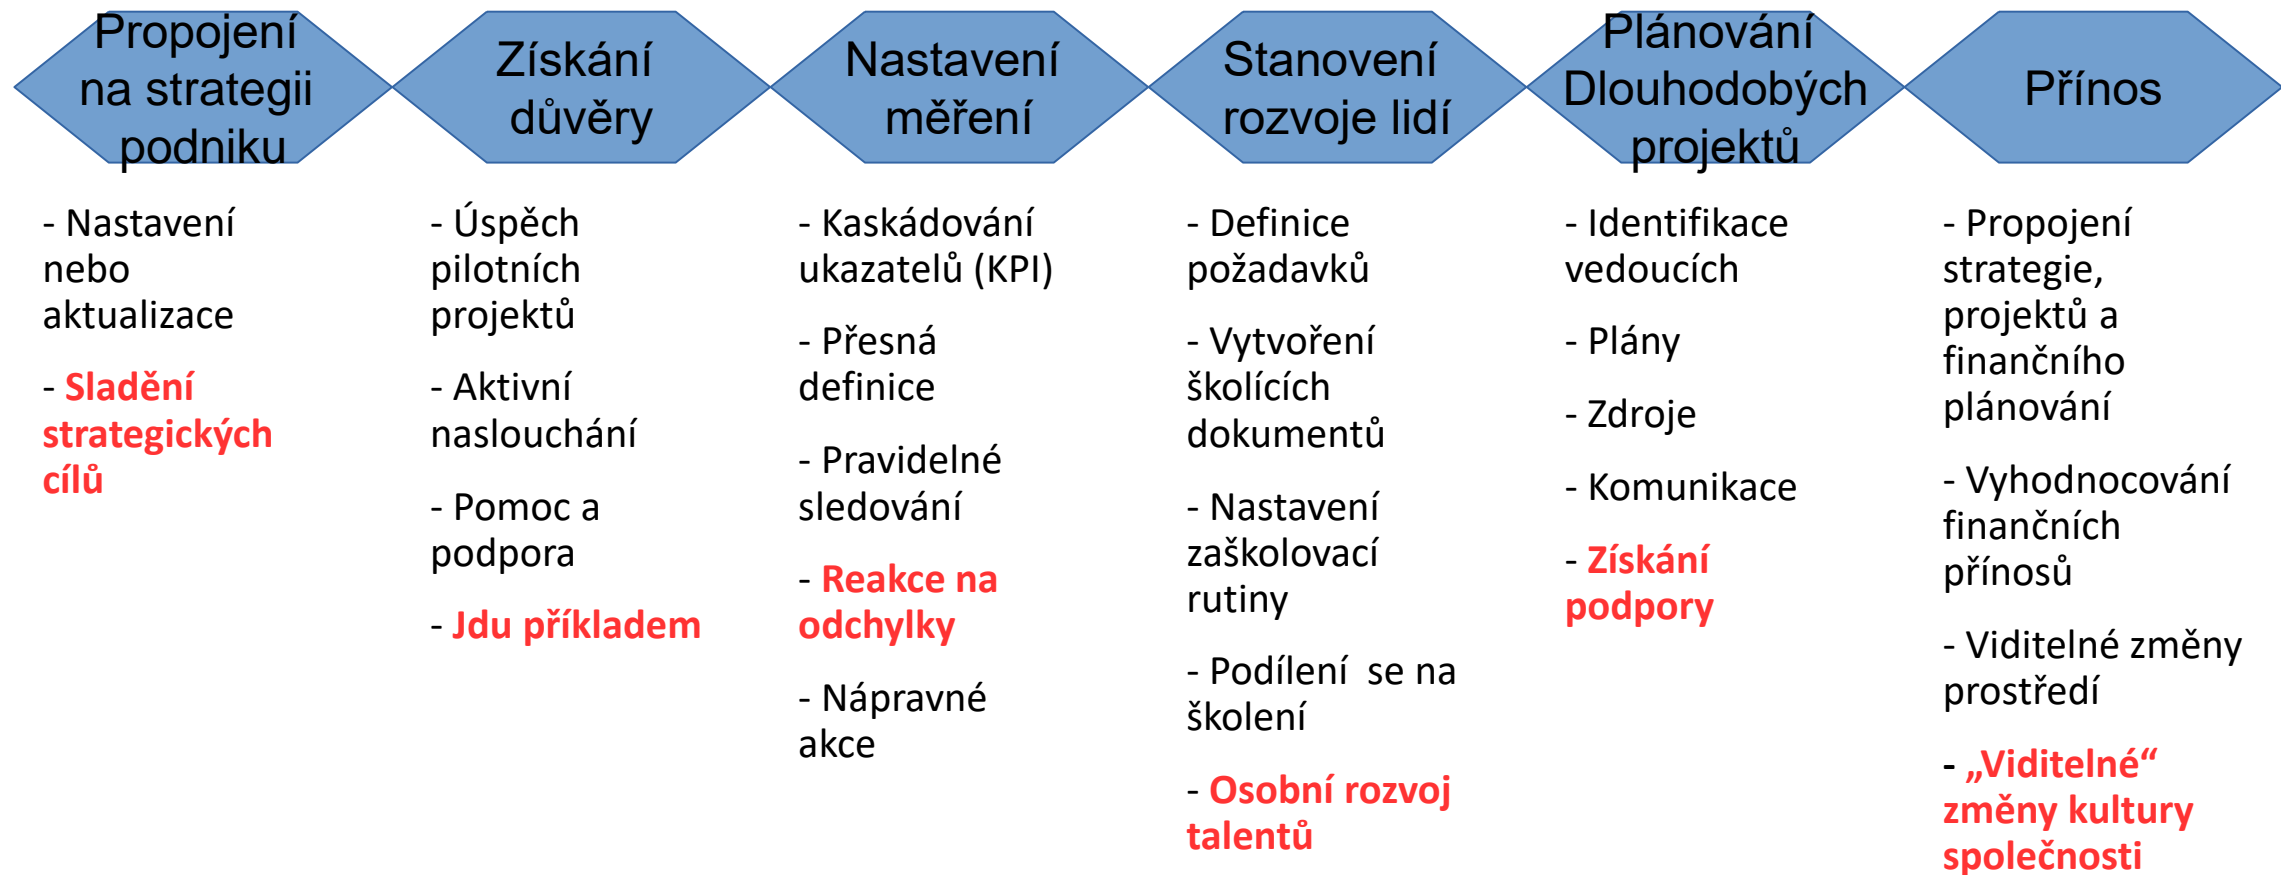 Propojení
na strategii
podniku
Získání
důvěry
Nastavení
měření
Stanovení
rozvoje lidí
Plánování
Dlouhodobých
projektů
Přínos
- Nastavení
nebo
aktualizace
- Sladění
strategických
cílů
- Úspěch
pilotních
projektů
- Aktivní
naslouchání
- Pomoc a
podpora
- Jdu příkladem
- Kaskádování
ukazatelů (KPI)
- Přesná
definice
- Pravidelné
sledování
- Reakce na
odchylky
- Nápravné
akce
- Definice
požadavků
- Vytvoření
školících
dokumentů
- Nastavení
zaškolovací
rutiny
- Podílení  se na
školení
- Osobní rozvoj
talentů
- Identifikace
vedoucích
- Plány
- Zdroje
- Komunikace
- Získání
podpory
- Propojení
strategie,
projektů a
finančního
plánování
- Vyhodnocování
finančních
přínosů
- Viditelné změny
prostředí
- „Viditelné“
změny kultury
společnosti